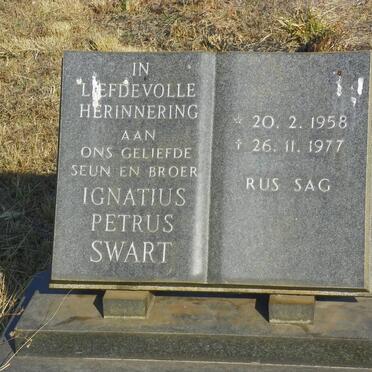 IN
LIEFDEVOLLE
HERINNERING
AAN
ONS GELIEFDE
SEUN EN BROER
IGNATIUS
PETRUS
SWART
* 20. 2. 1958
† 26. 11. 1977
RUS SAG